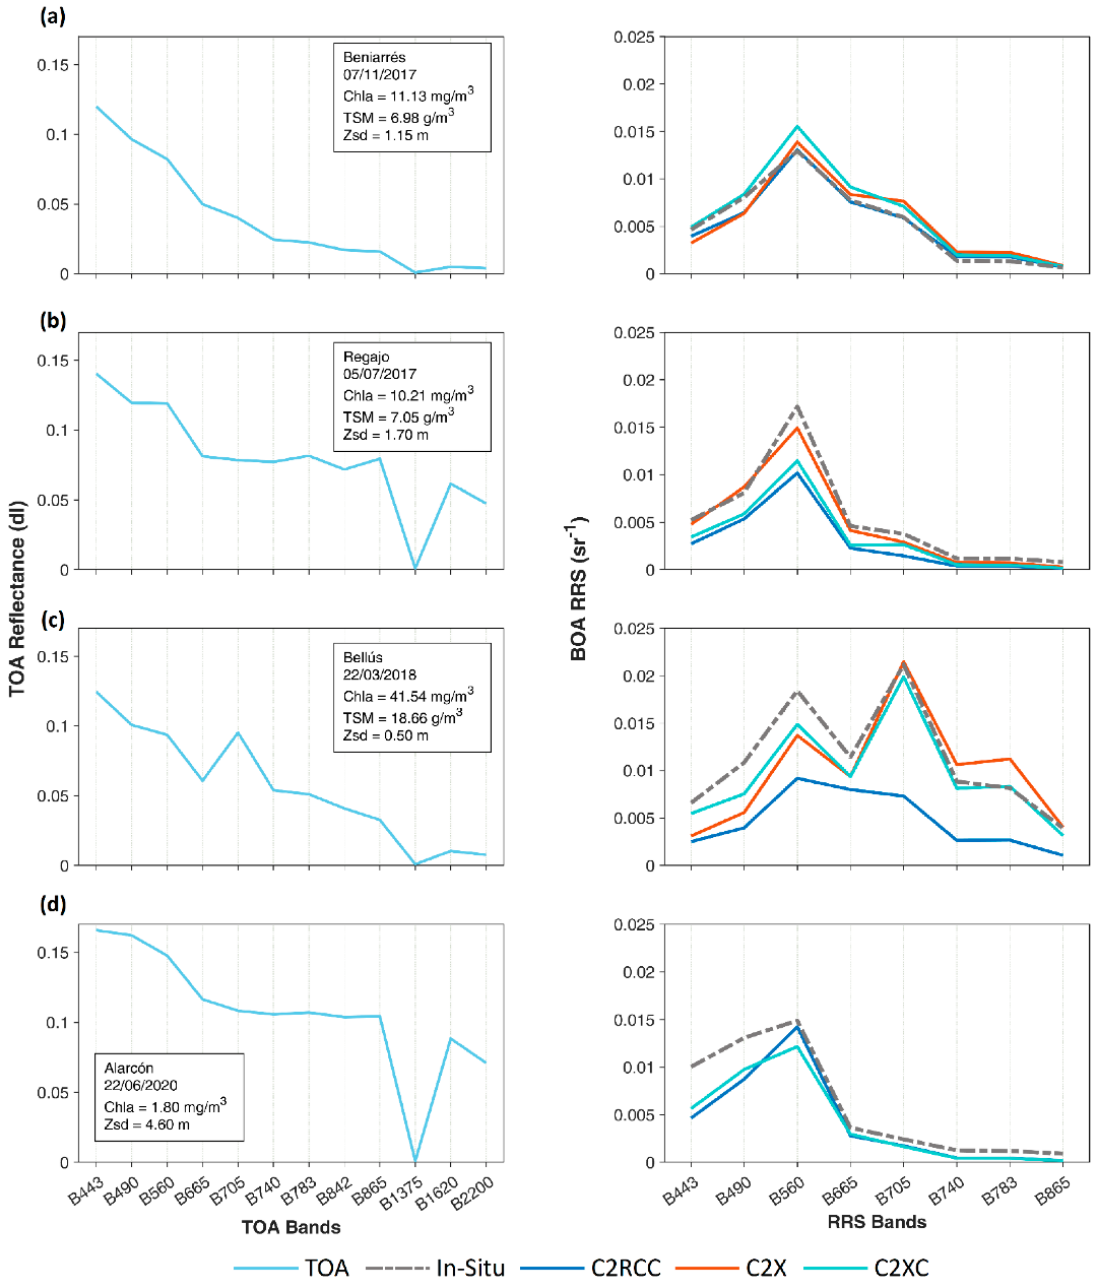 (a)
0.15
0.1
0.05
0
Beniarrés
07/11/2017
Chla = 11.13 mg/m³
TSM = 6.98 g/m³
Zsd = 1.15 m
0.025
0.02
0.015
0.01
0.005
0
(b)
0.15
0.1
0.05
0
Regajo
05/07/2017
Chla = 10.21 mg/m³
TSM = 7.05 g/m³
Zsd = 1.70 m
0.025
0.02
0.015
0.01
0.005
0
TOA Reflectance (dl)
BOA RRS (sr⁻¹)
(c)
0.15
0.1
0.05
0
Bellús
22/03/2018
Chla = 41.54 mg/m³
TSM = 18.66 g/m³
Zsd = 0.50 m
0.025
0.02
0.015
0.01
0.005
0
(d)
0.15
0.1
0.05
0
Alarcón
22/06/2020
Chla = 1.80 mg/m³
Zsd = 4.60 m
0.025
0.02
0.015
0.01
0.005
0
B443 B490 B560 B665 B705 B740 B783 B842 B865 B1375 B1620 B2200
TOA Bands
B443 B490 B560 B665 B705 B740 B783 B865
RRS Bands
TOA In-Situ C2RCC C2X C2XC